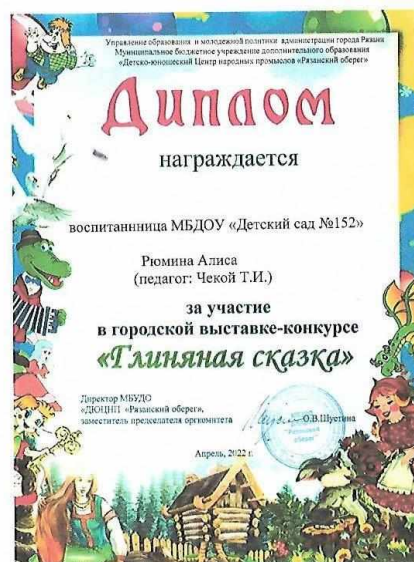 Управление образования и молодежной политики администрации города Рязани
Муниципальное бюджетное учреждение дополнительного образования
«Детско-юношеский Центр народных промыслов «Рязанский оберег»
Диплом
награждается
воспитаннница МБДОУ «Детский сад №152»
Рюмина Алиса
(педагог: Чекой Т.И.)
за участие
в городской выставке-конкурсе
«Глиняная сказка»
Директор МБУДО
«ДЮЦНП «Рязанский оберег»,
заместитель председателя оргкомитета
О.В.Шустина
Апрель, 2022 г.